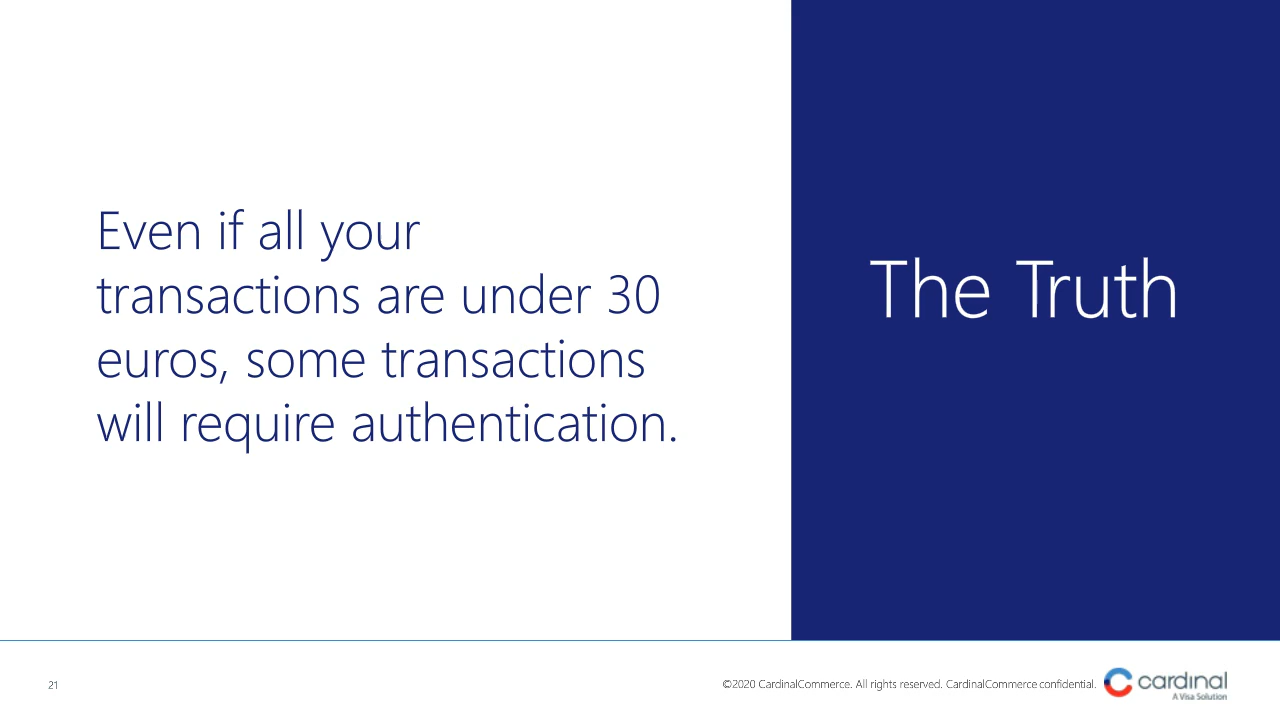 Even if all your
transactions are under 30
euros, some transactions
will require authentication.
The Truth
21
©2020 CardinalCommerce. All rights reserved. CardinalCommerce confidential.
cardinal
A Visa Solution